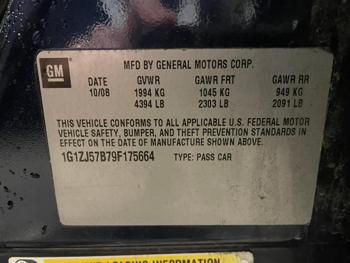 GM
MFD BY GENERAL MOTORS CORP.
DATE GVWR GAWR FRT GAWR RR
10/08 1994 KG 1045 KG 949 KG
4394 LB 2303 LB 2091 LB
THIS VEHICLE CONFORMS TO ALL APPLICABLE U.S. FEDERAL MOTOR
VEHICLE SAFETY, BUMPER, AND THEFT PREVENTION STANDARDS IN
EFFECT ON THE DATE OF MANUFACTURE SHOWN ABOVE.
1G1ZJ57B79F175664 TYPE: PASS CAR
LOADING INFORMATION